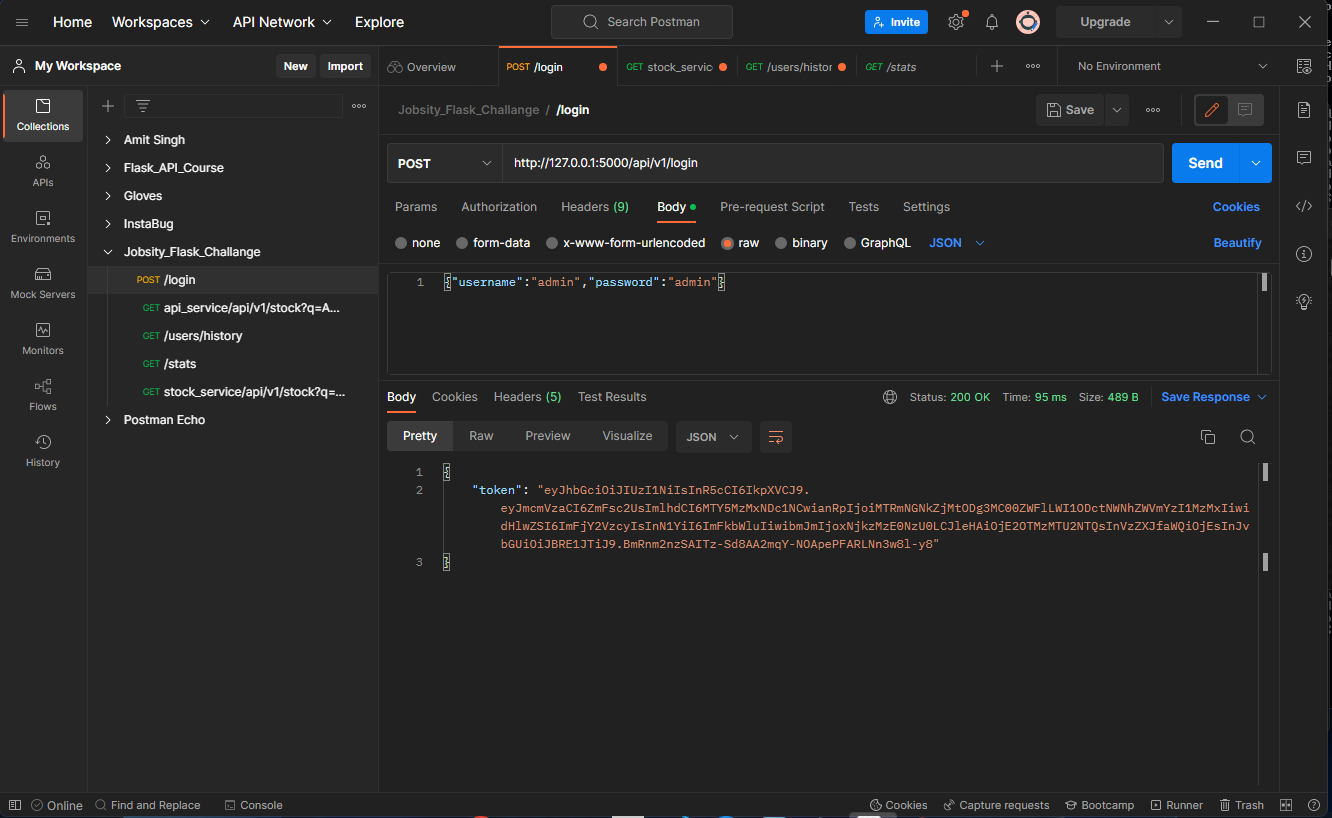 Home Workspaces API Network Explore Search Postman Invite Upgrade
My Workspace New Import Overview POST /login GET stock_servic GET /users/histor GET /stats No Environment
Jobsity_Flask_Challange / /login Save
Collections
APIs
Environments
Mock Servers
Monitors
Flows
History
Amit Singh
Flask_API_Course
Gloves
InstaBug
Jobsity_Flask_Challange
POST /login
GET api_service/api/v1/stock?q=A...
GET /users/history
GET /stats
GET stock_service/api/v1/stock?q=...
Postman Echo
POST http://127.0.0.1:5000/api/v1/login Send
Params Authorization Headers (9) Body Pre-request Script Tests Settings Cookies
none form-data x-www-form-urlencoded raw binary GraphQL JSON Beautify
1 {"username":"admin","password":"admin"}
Body Cookies Headers (5) Test Results Status: 200 OK Time: 95 ms Size: 489 B Save Response
Pretty Raw Preview Visualize JSON
1 {
2 "token": "eyJhbGciOiJIUzI1NiIsInR5cCI6IkpXVCJ9.
eyJmcmVzaCI6ZmFsc2UsImlhdCI6MTY5MzMxNDc1NCwianRpIjoiMTRmNGNkZjMtODg3MC00ZWFlLWI1ODctNWNhZWVmYzI1MzMxIiwi
dHlwZSI6ImFjY2VzcyIsInN1YiI6ImFkbWluIiwibmJmIjoxNjkzMzE0NzU0LCJleHAiOjE2OTMzMTU2NTQsInVzZXJfaWQiOjEsInJv
bGUiOiJBRE1JTiJ9.BmRnm2nzSAITz-Sd8AA2mqY-NOApePFARLNn3w8l-y8"
3 }
Online Find and Replace Console Cookies Capture requests Bootcamp Runner Trash